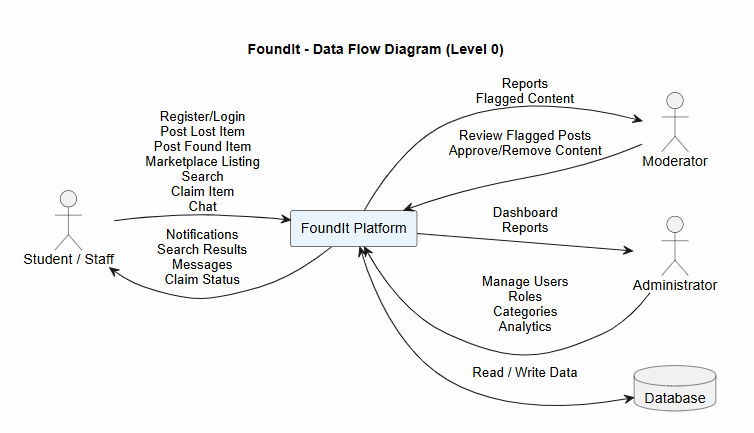 FoundIt - Data Flow Diagram (Level 0)
Register/Login
Post Lost Item
Post Found Item
Marketplace Listing
Search
Claim Item
Chat
Student / Staff
Notifications
Search Results
Messages
Claim Status
FoundIt Platform
Reports
Flagged Content
Review Flagged Posts
Approve/Remove Content
Moderator
Dashboard
Reports
Administrator
Manage Users
Roles
Categories
Analytics
Read / Write Data
Database